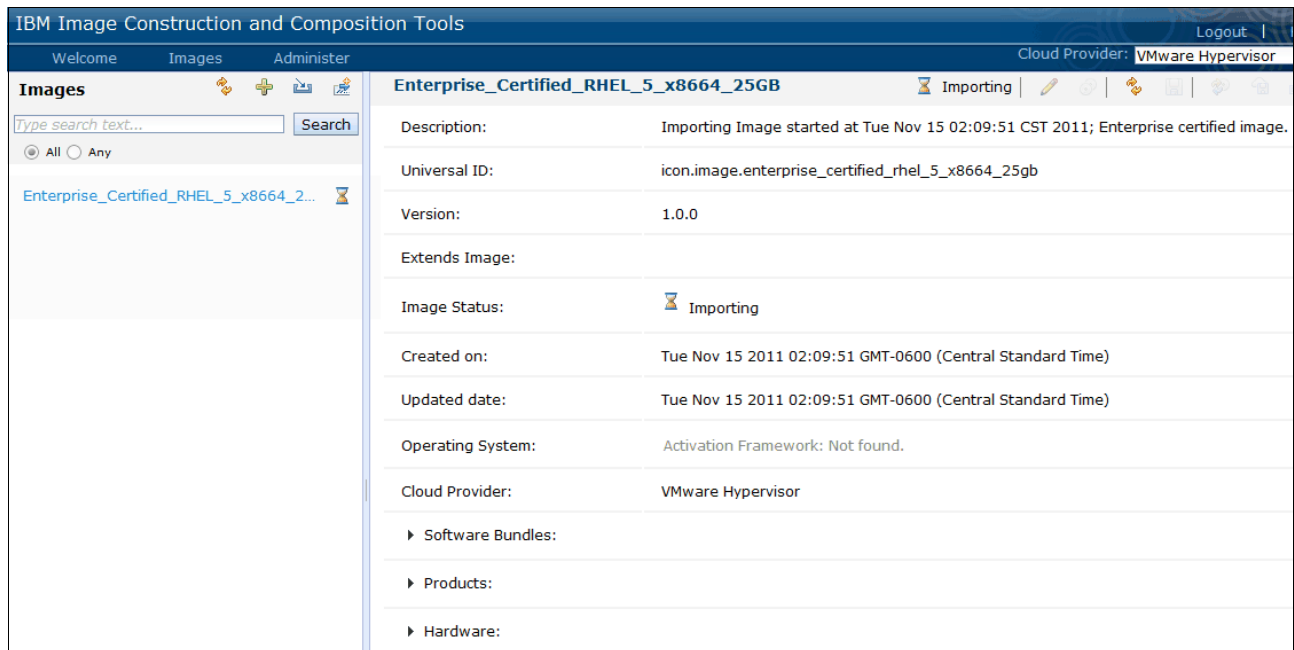 IBM Image Construction and Composition Tools
Logout |
Welcome Images Administer
Cloud Provider: VMware Hypervisor
Images
Type search text... Search
All Any
Enterprise_Certified_RHEL_5_x8664_2...
Enterprise_Certified_RHEL_5_x8664_25GB
Importing
Description: Importing Image started at Tue Nov 15 02:09:51 CST 2011; Enterprise certified image.
Universal ID: icon.image.enterprise_certified_rhel_5_x8664_25gb
Version: 1.0.0
Extends Image:
Image Status: Importing
Created on: Tue Nov 15 2011 02:09:51 GMT-0600 (Central Standard Time)
Updated date: Tue Nov 15 2011 02:09:51 GMT-0600 (Central Standard Time)
Operating System: Activation Framework: Not found.
Cloud Provider: VMware Hypervisor
Software Bundles:
Products:
Hardware: